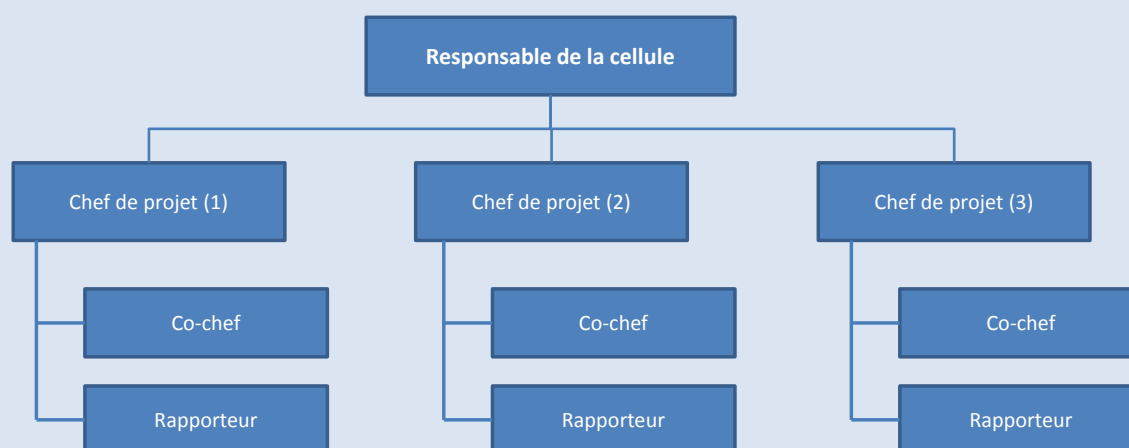 Responsable de la cellule
Chef de projet (1)
Chef de projet (2)
Chef de projet (3)
Co-chef
Co-chef
Co-chef
Rapporteur
Rapporteur
Rapporteur